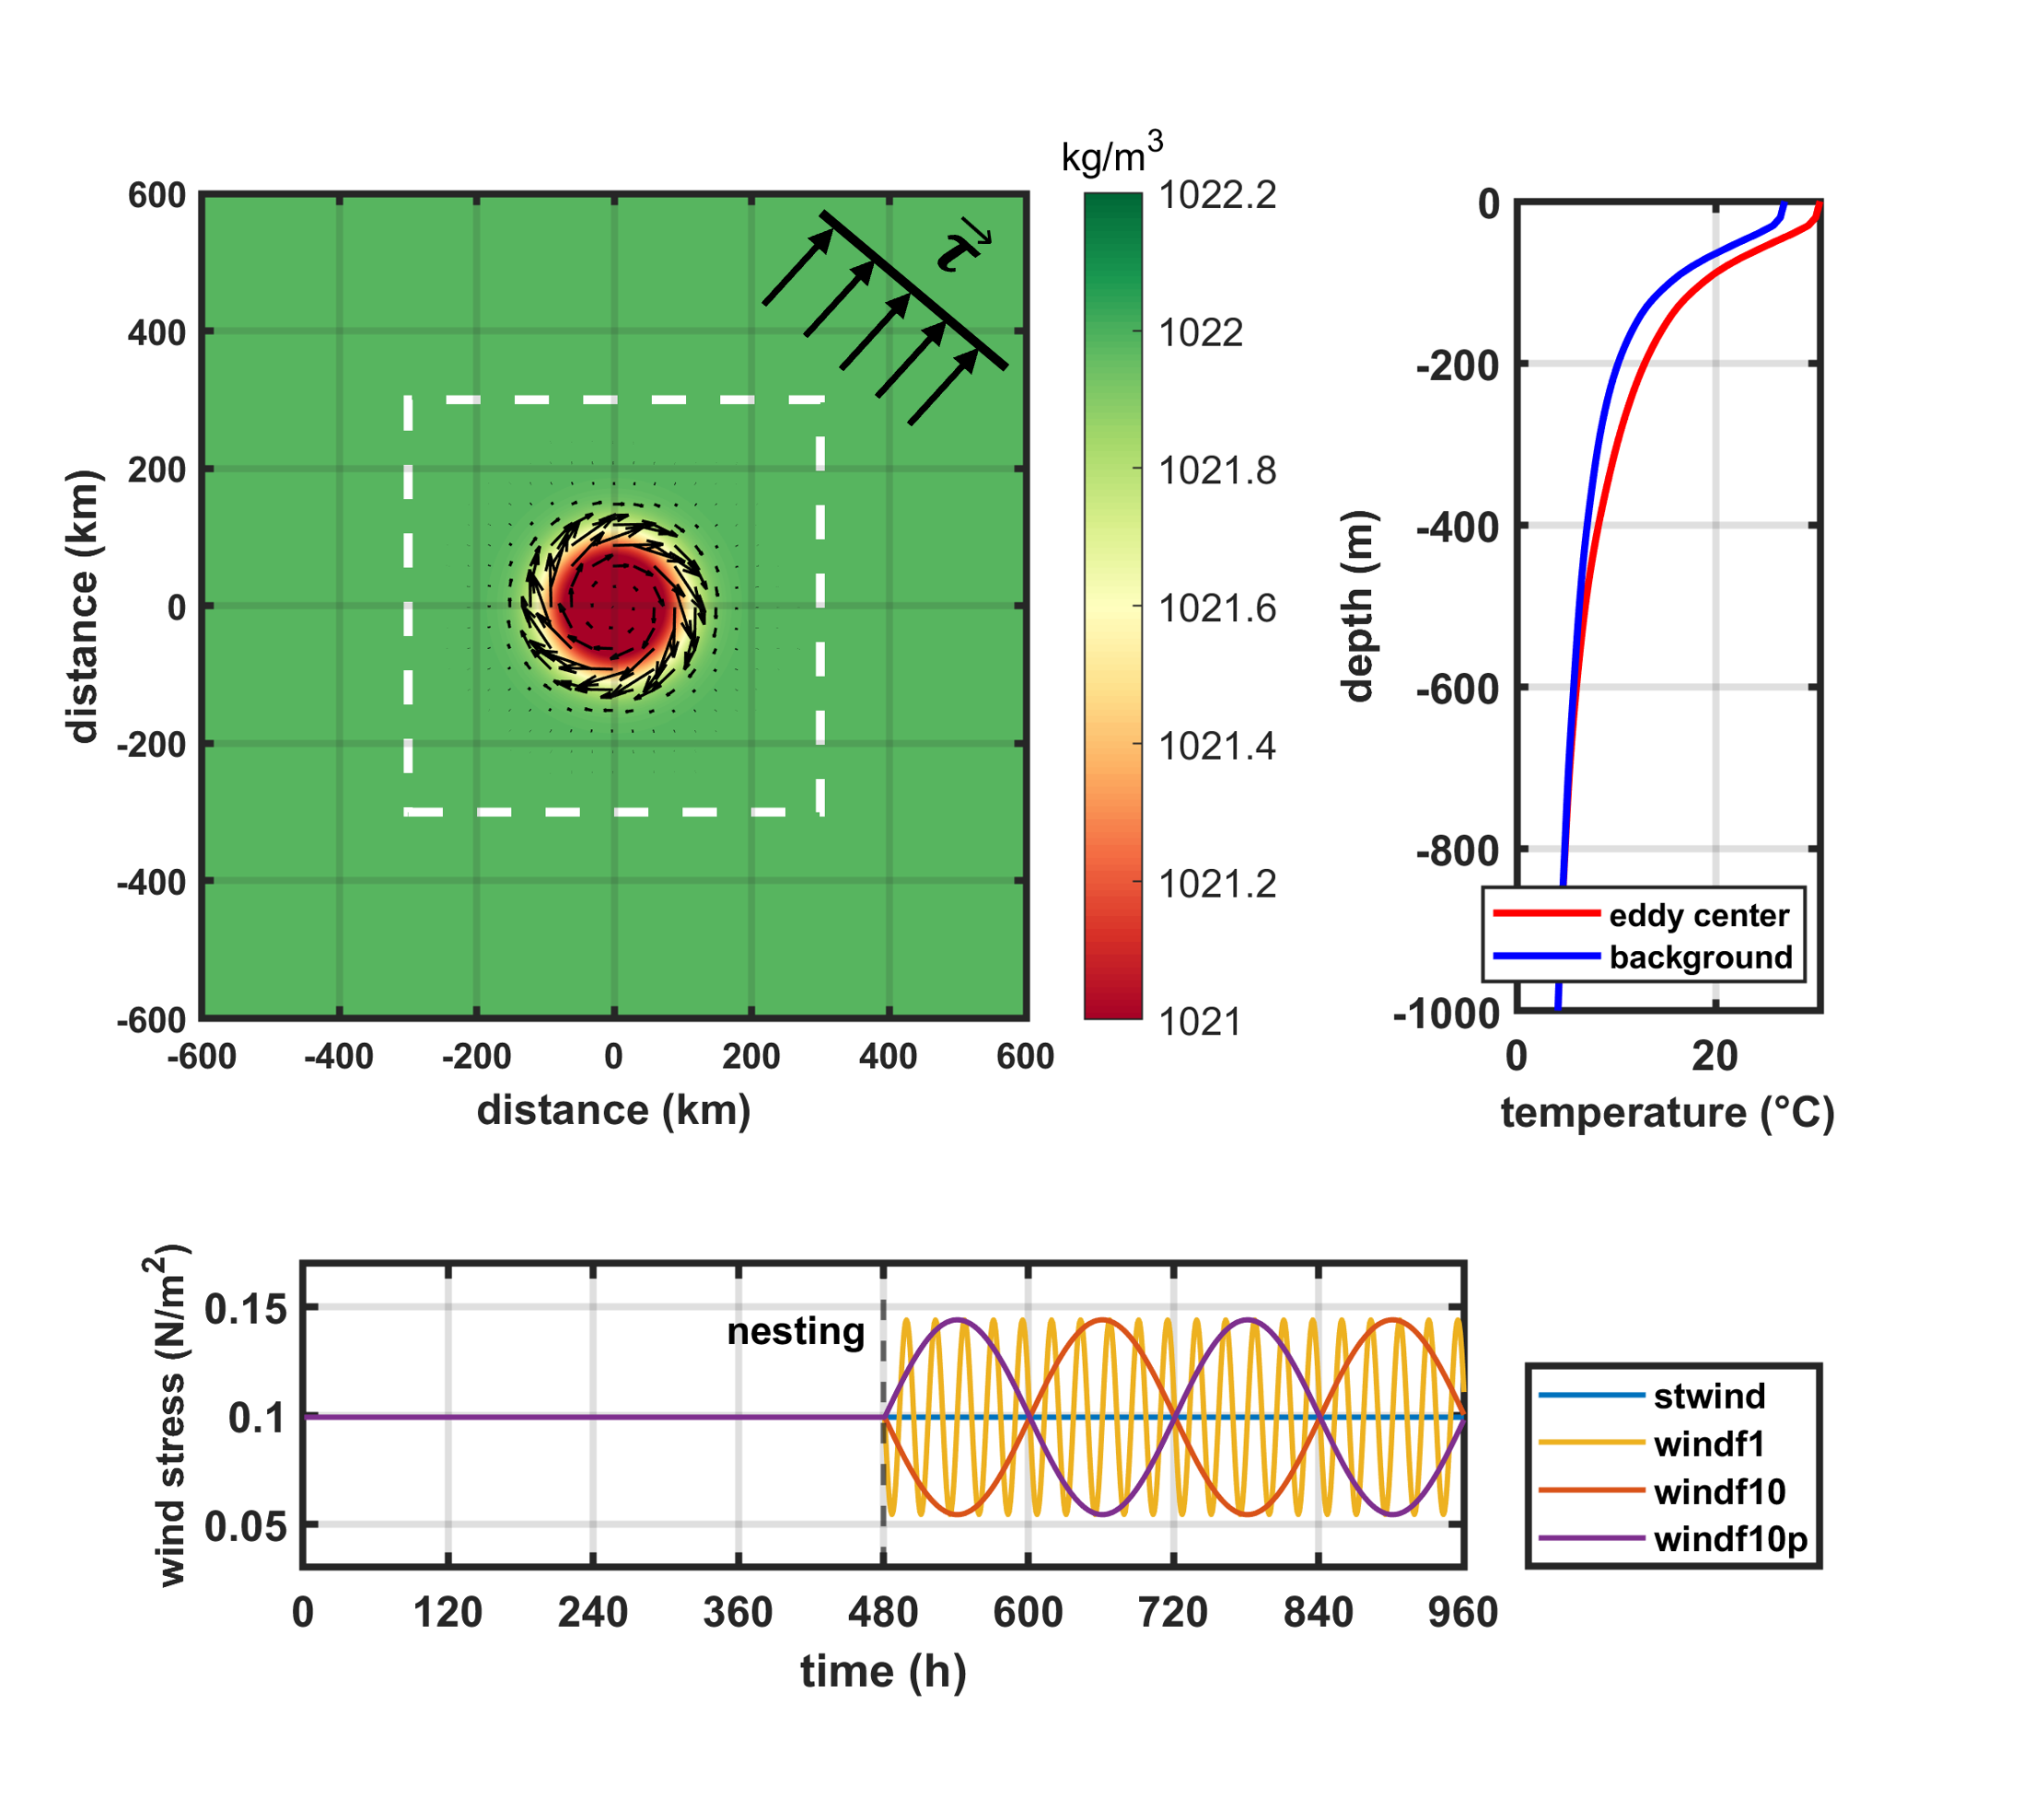 kg/m3
600
400
200
0
-200
-400
-600
-600 -400 -200 0 200 400 600
distance (km)
distance (km)
τ
1022.2
1022
1021.8
1021.6
1021.4
1021.2
1021
0
-200
-400
-600
-800
-1000
depth (m)
eddy center
background
0 20
temperature (°C)
wind stress (N/m2)
0.15
0.1
0.05
nesting
0 120 240 360 480 600 720 840 960
time (h)
stwind
windf1
windf10
windf10p